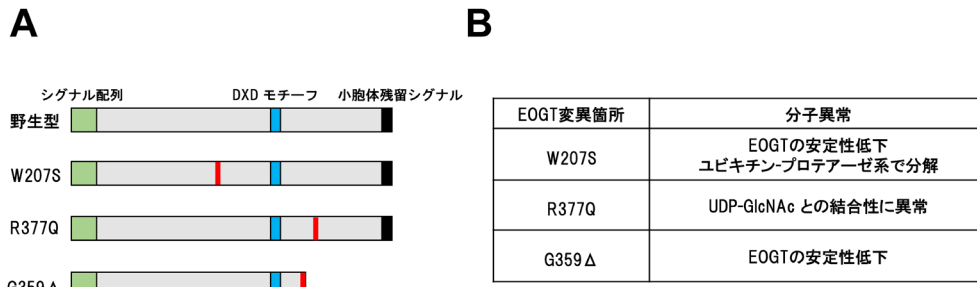 A
B
シグナル配列 DXD モチーフ 小胞体残留シグナル
野生型
W207S
R377Q
G359Δ
EOGT変異箇所 分子異常
W207S EOGTの安定性低下
ユビキチン-プロテアーゼ系で分解
R377Q UDP-GlcNAc との結合性に異常
G359Δ EOGTの安定性低下